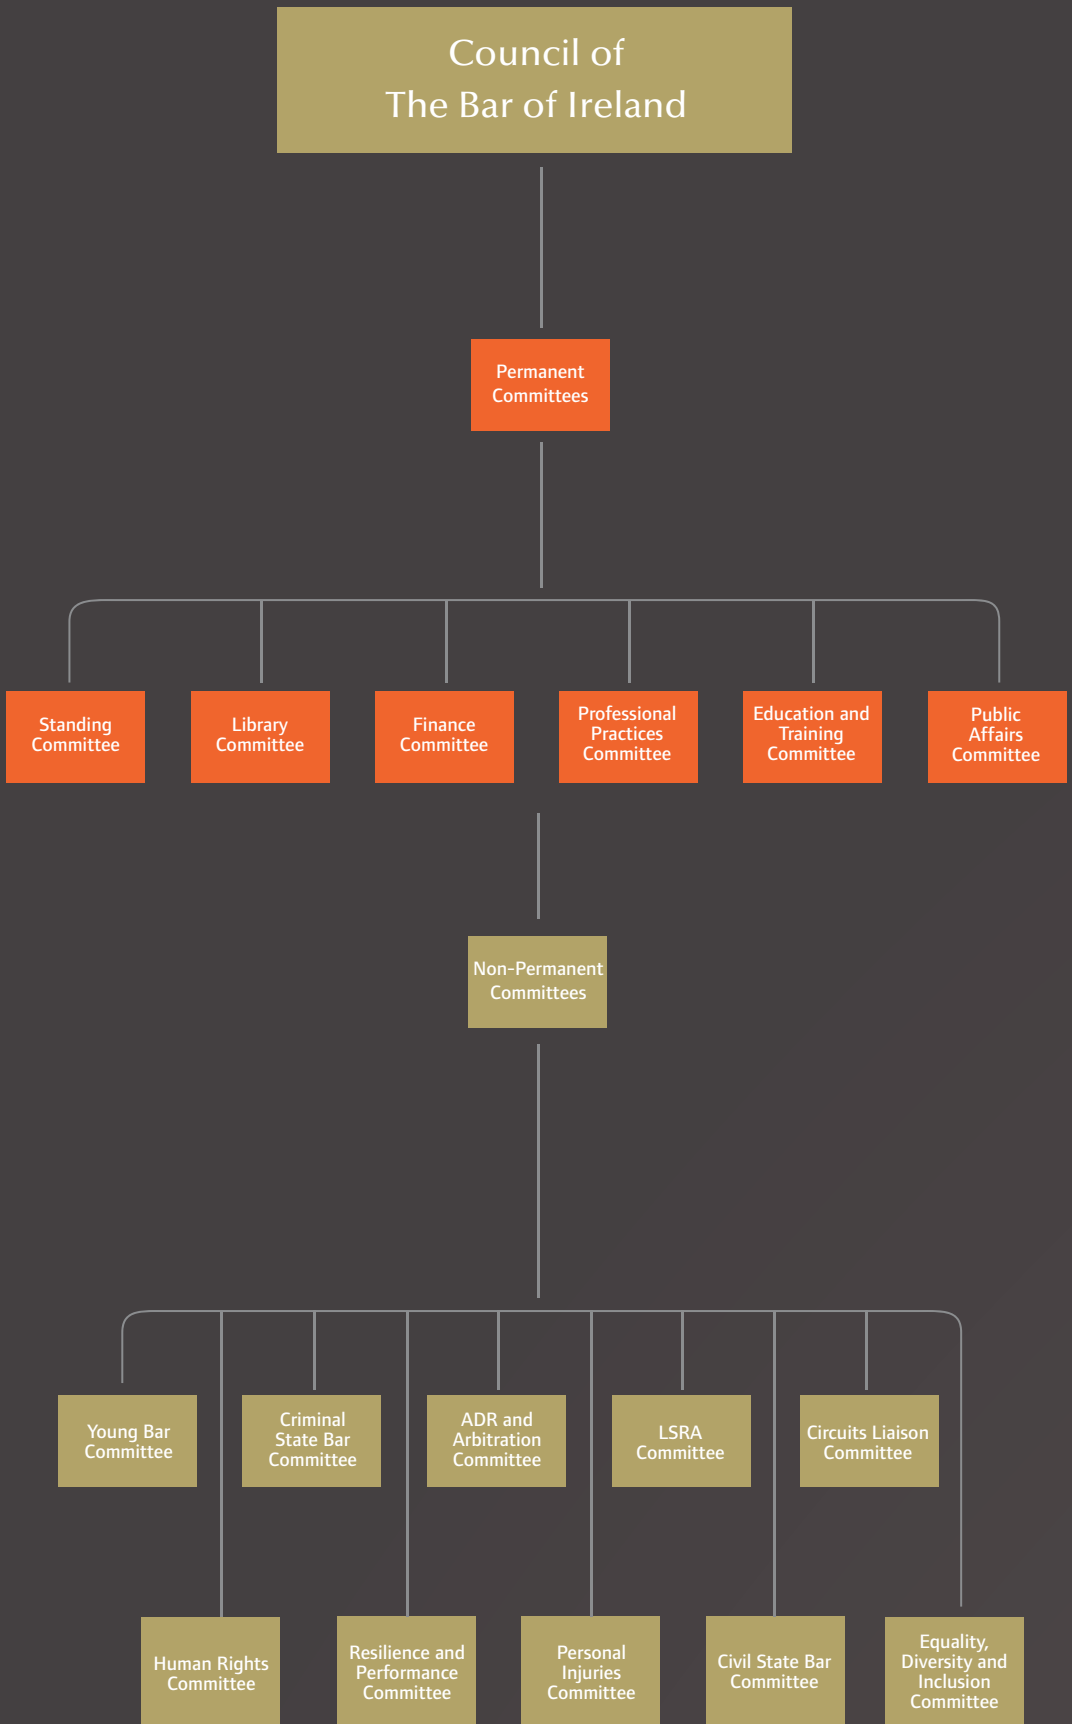 Council of
The Bar of Ireland
Permanent
Committees
Standing
Committee
Library
Committee
Finance
Committee
Professional
Practices
Committee
Education and
Training
Committee
Public
Affairs
Committee
Non-Permanent
Committees
Young Bar
Committee
Criminal
State Bar
Committee
ADR and
Arbitration
Committee
LSRA
Committee
Circuits Liaison
Committee
Human Rights
Committee
Resilience and
Performance
Committee
Personal
Injuries
Committee
Civil State Bar
Committee
Equality,
Diversity and
Inclusion
Committee